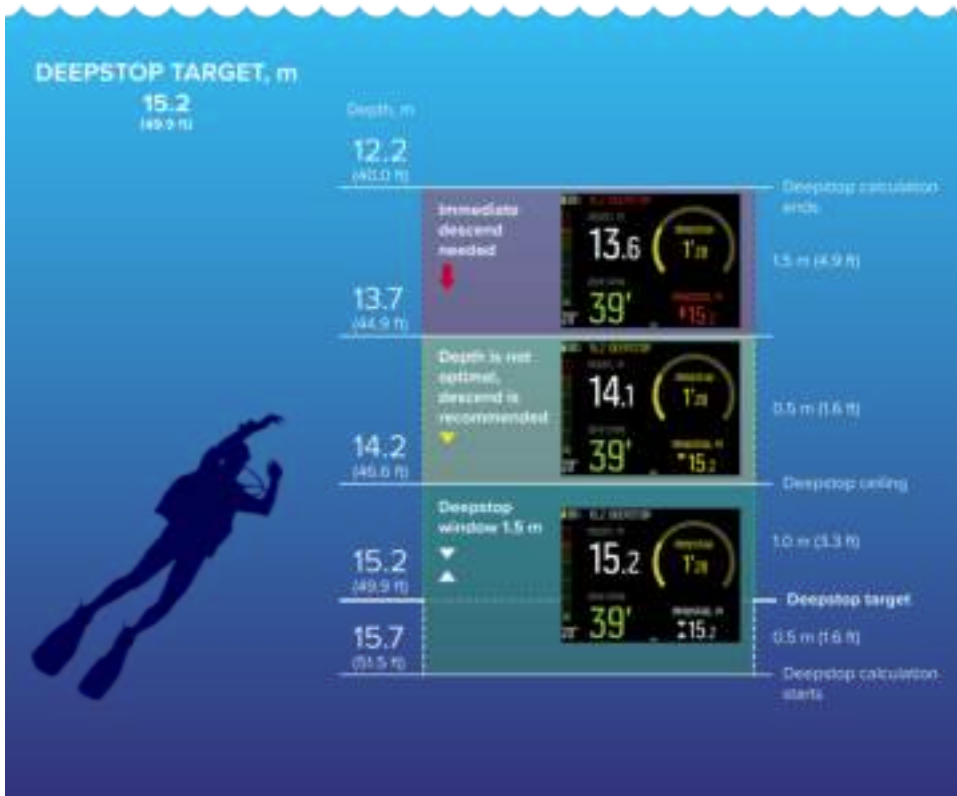 DEEPSTOP TARGET, m
15.2
(49.9 ft)
Depth, m
12.2
(40.0 ft)
Deepstop calculation
ends
Immediate
descend
needed
13.6
1'28
39'
15.2
1.5 m (4.9 ft)
13.7
(44.9 ft)
Depth is not
optimal,
descend is
recommended
14.1
1'28
39'
15.2
0.5 m (1.6 ft)
14.2
(46.6 ft)
Deepstop ceiling
Deepstop
window 1.5 m
15.2
1'28
39'
15.2
1.0 m (3.3 ft)
15.2
(49.9 ft)
Deepstop target
0.5 m (1.6 ft)
15.7
(51.5 ft)
Deepstop calculation
starts